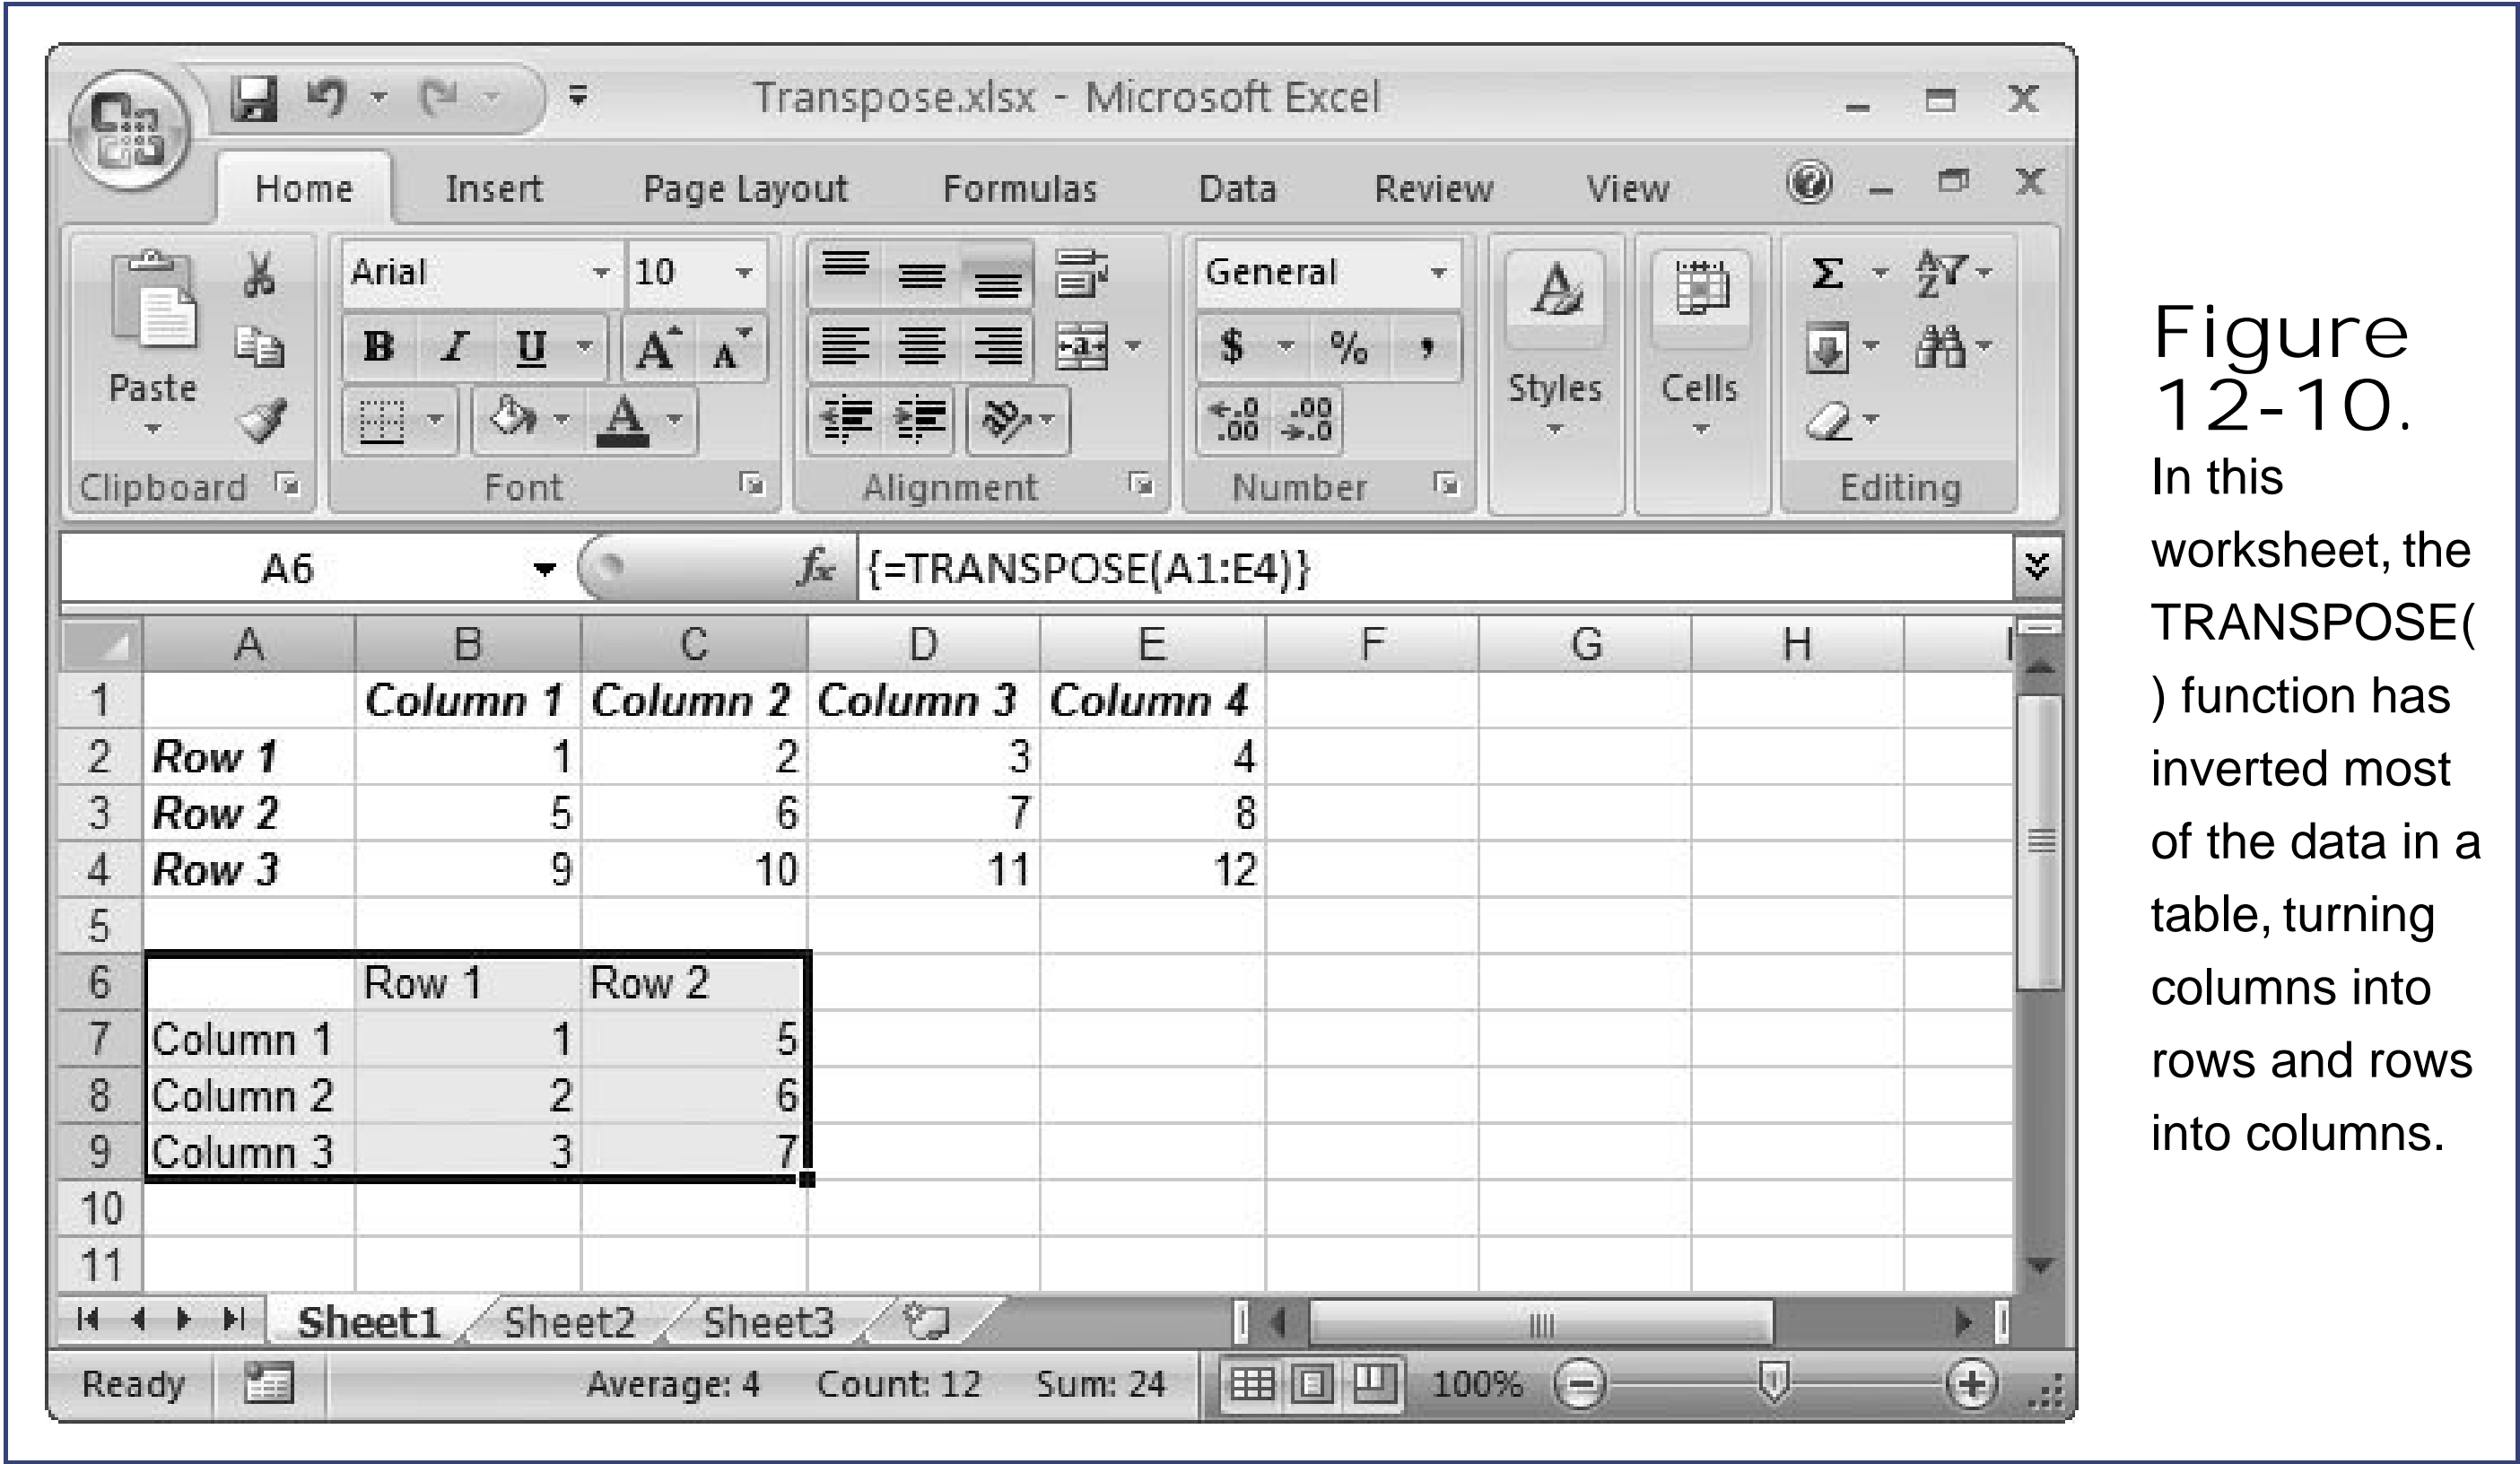 Transpose.xlsx - Microsoft Excel
Home Insert Page Layout Formulas Data Review View
Paste
Clipboard
Arial 10
B I U A A
A
Font
Alignment
General
$ % ,
.0 .00
.00 .0
Number
Styles
Cells
Σ
Editing
A6 fx {=TRANSPOSE(A1:E4)}
A B C D E F G H I
1 Column 1 Column 2 Column 3 Column 4
2 Row 1 1 2 3 4
3 Row 2 5 6 7 8
4 Row 3 9 10 11 12
5
6 Row 1 Row 2
7 Column 1 1 5
8 Column 2 2 6
9 Column 3 3 7
10
11
Sheet1 Sheet2 Sheet3
Ready Average: 4 Count: 12 Sum: 24 100%
Figure
12-10.
In this
worksheet, the
TRANSPOSE(
) function has
inverted most
of the data in a
table, turning
columns into
rows and rows
into columns.